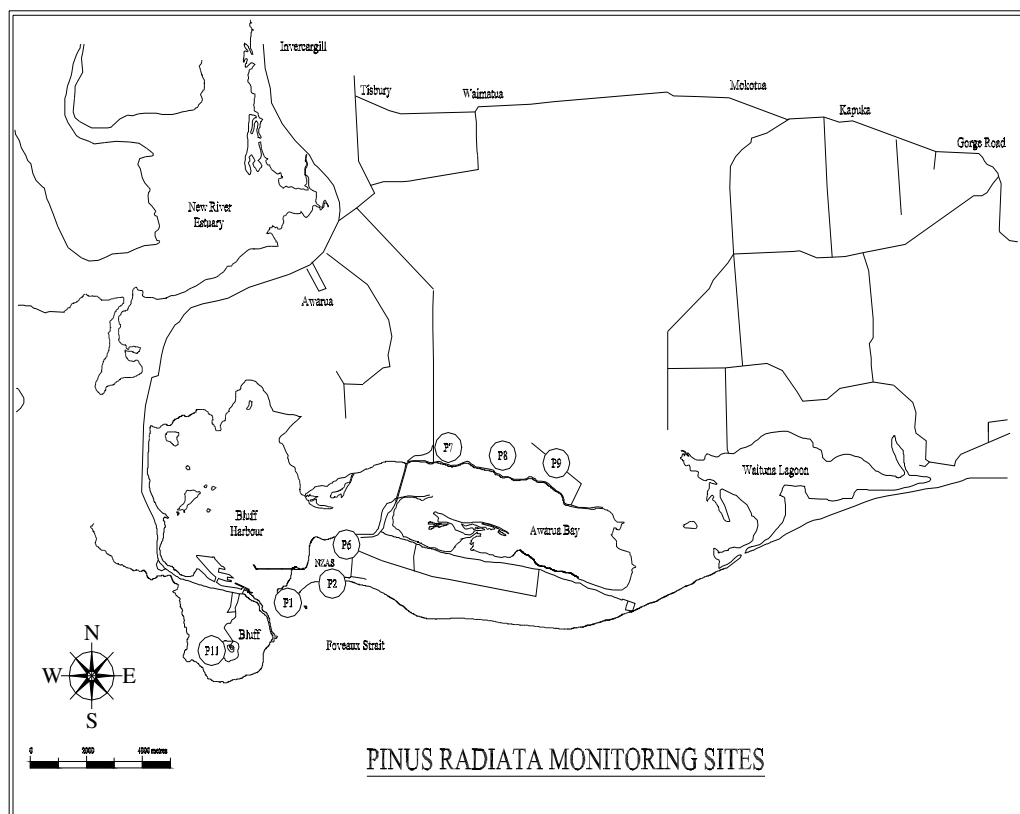 Invercargill
Tisbury
Waimatua
Mokotua
Kapuka
Gorge Road
New River
Estuary
Awarua
P7
P8
P9
Waituna Lagoon
Bluff
Harbour
Awarua Bay
P6
NZAS
P2
P1
Bluff
P11
Foveaux Strait
N
W
E
S
0
2000
4000 metres
PINUS RADIATA MONITORING SITES